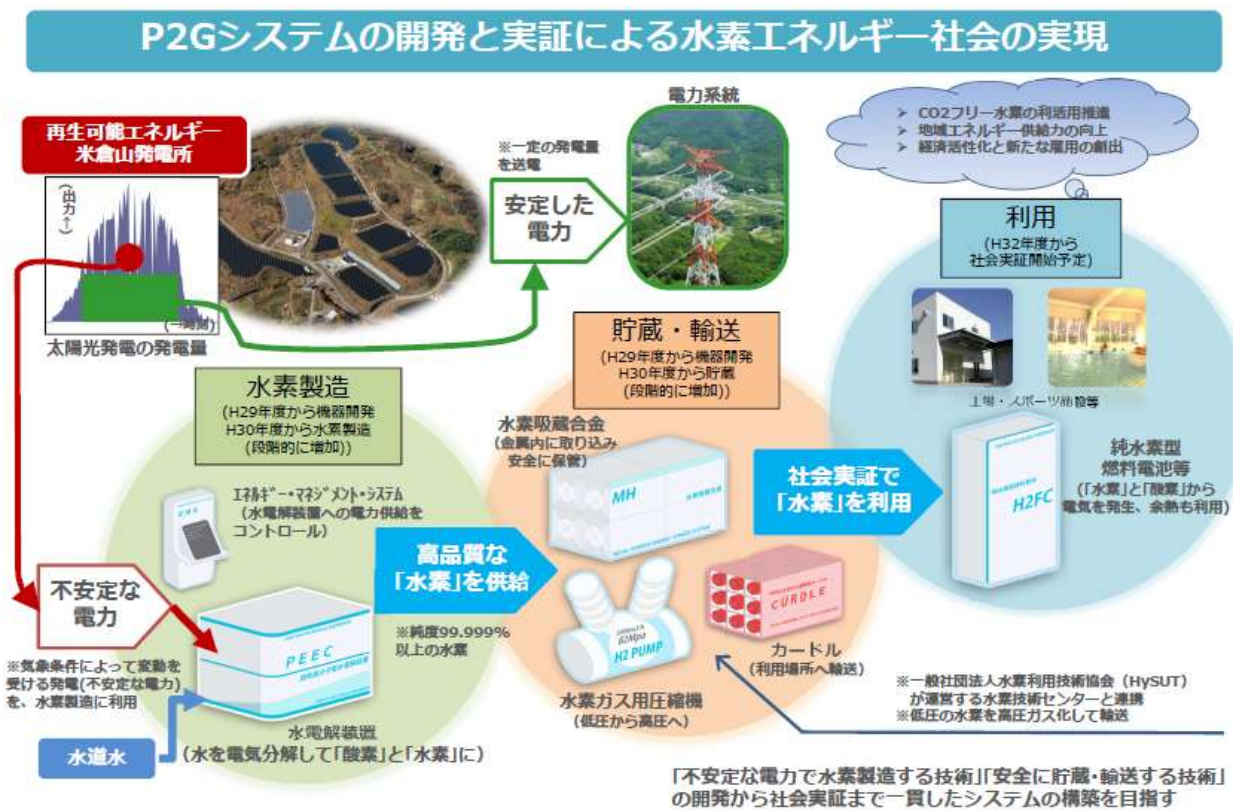 P2Gシステムの開発と実証による水素エネルギー社会の実現
再生可能エネルギー
米倉山発電所
(出力→)
(→時刻)
太陽光発電の発電量
※一定の発電量
を送電
安定した
電力
電力系統
➢ CO2フリー水素の利活用推進
➢ 地域エネルギー供給力の向上
➢ 経済活性化と新たな雇用の創出
利用
(H32年度から
社会実証開始予定)
工場・スポーツ施設等
純水素型
燃料電池等
(「水素」と「酸素」から
電気を発生、余熱も利用)
H2FC
貯蔵・輸送
(H29年度から機器開発
H30年度から貯蔵
(段階的に増加))
水素吸蔵合金
(金属内に取り込み
安全に保管)
MH
社会実証で
「水素」を利用
水素製造
(H29年度から機器開発
H30年度から水素製造
(段階的に増加))
エネルギー・マネジメント・システム
(水電解装置への電力供給を
コントロール)
EMS
高品質な
「水素」を供給
※純度99.999%
以上の水素
不安定な
電力
※気象条件によって変動を
受ける発電(不安定な電力)
を、水素製造に利用
水道水
PEEC
水電解装置
(水を電気分解して「酸素」と「水素」に)
82Mpa
H2 PUMP
水素ガス用圧縮機
(低圧から高圧へ)
CURDLE
カードル
(利用場所へ輸送)
※一般社団法人水素利用技術協会（HySUT）
が運営する水素技術センターと連携
※低圧の水素を高圧ガス化して輸送
「不安定な電力で水素製造する技術」「安全に貯蔵・輸送する技術」
の開発から社会実証まで一貫したシステムの構築を目指す